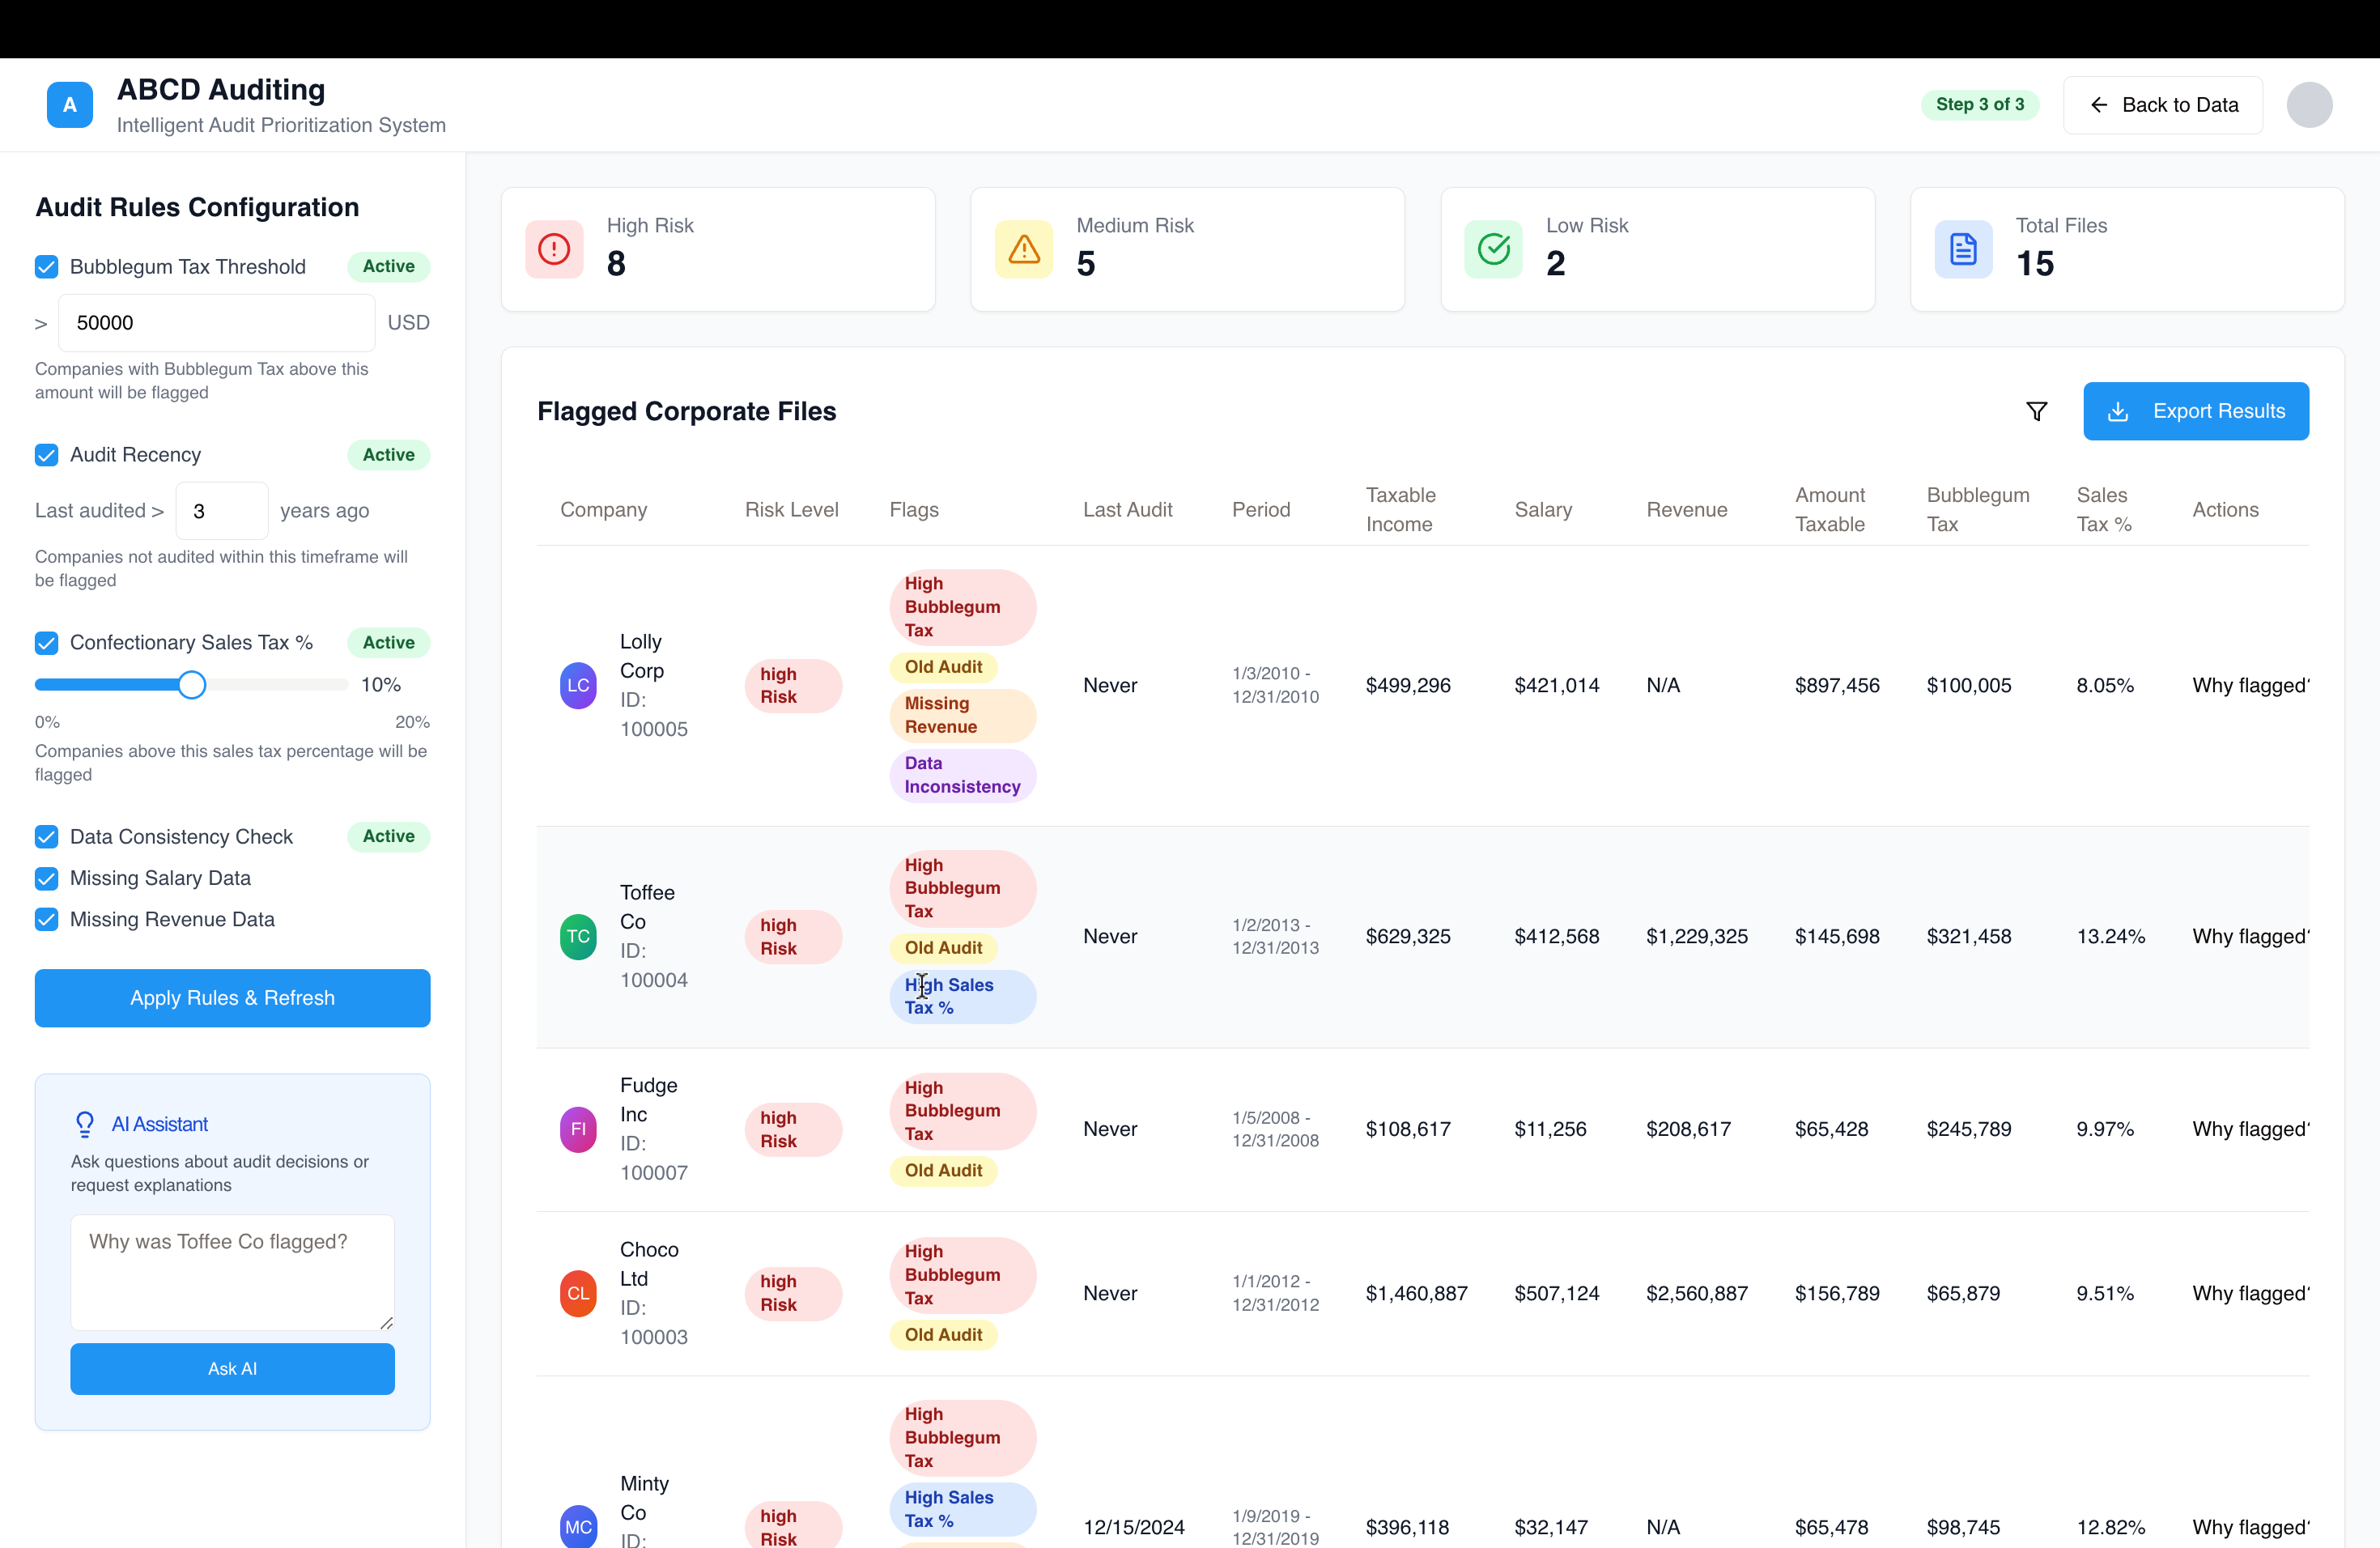 A
ABCD Auditing
Intelligent Audit Prioritization System
Step 3 of 3
Back to Data
Audit Rules Configuration
Bubblegum Tax Threshold
Active
>
50000
USD
Companies with Bubblegum Tax above this
amount will be flagged
Audit Recency
Active
Last audited >
3
years ago
Companies not audited within this timeframe will
be flagged
Confectionary Sales Tax %
Active
10%
0%
20%
Companies above this sales tax percentage will be
flagged
Data Consistency Check
Active
Missing Salary Data
Missing Revenue Data
Apply Rules & Refresh
AI Assistant
Ask questions about audit decisions or
request explanations
Why was Toffee Co flagged?
Ask AI
High Risk
8
Medium Risk
5
Low Risk
2
Total Files
15
Flagged Corporate Files
Export Results
Company
Risk Level
Flags
Last Audit
Period
Taxable
Income
Salary
Revenue
Amount
Taxable
Bubblegum
Tax
Sales
Tax %
Actions
LC
Lolly
Corp
ID:
100005
high
Risk
High
Bubblegum
Tax
Old Audit
Missing
Revenue
Data
Inconsistency
Never
1/3/2010 -
12/31/2010
$499,296
$421,014
N/A
$897,456
$100,005
8.05%
Why flagged
TC
Toffee
Co
ID:
100004
high
Risk
High
Bubblegum
Tax
Old Audit
High Sales
Tax %
Never
1/2/2013 -
12/31/2013
$629,325
$412,568
$1,229,325
$145,698
$321,458
13.24%
Why flagged
FI
Fudge
Inc
ID:
100007
high
Risk
High
Bubblegum
Tax
Old Audit
Never
1/5/2008 -
12/31/2008
$108,617
$11,256
$208,617
$65,428
$245,789
9.97%
Why flagged
CL
Choco
Ltd
ID:
100003
high
Risk
High
Bubblegum
Tax
Old Audit
Never
1/1/2012 -
12/31/2012
$1,460,887
$507,124
$2,560,887
$156,789
$65,879
9.51%
Why flagged
MC
Minty
Co
ID:
high
Risk
High
Bubblegum
Tax
High Sales
Tax %
12/15/2024
1/9/2019 -
12/31/2019
$396,118
$32,147
N/A
$65,478
$98,745
12.82%
Why flagged